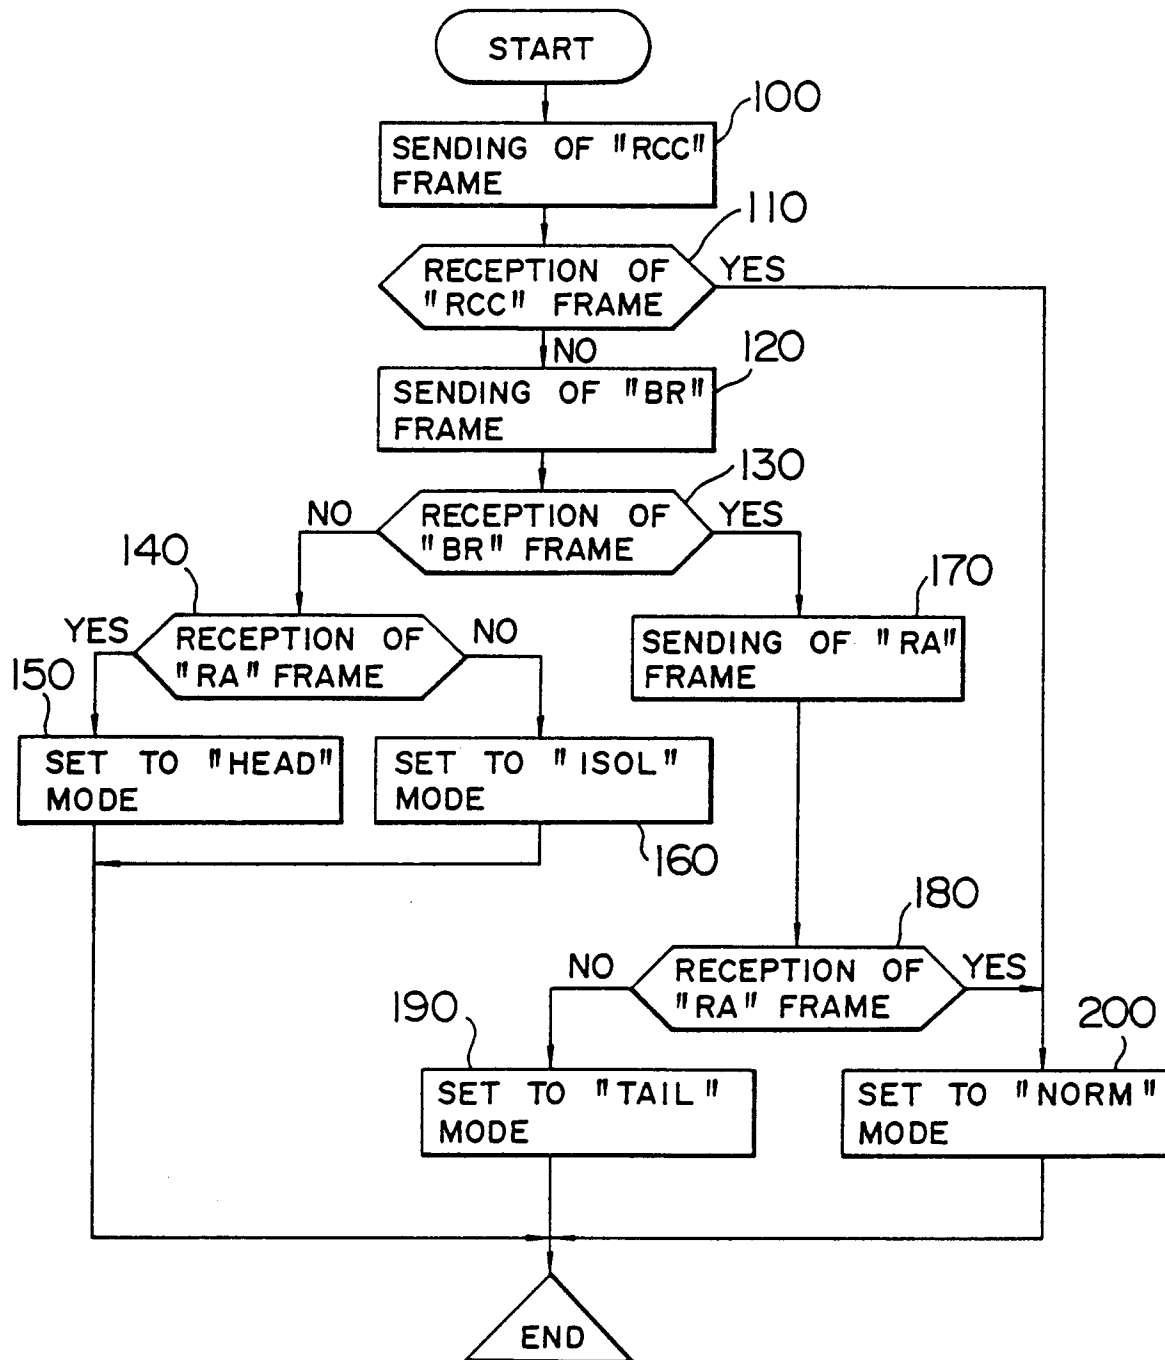 START
100
SENDING OF "RCC"
FRAME
110
RECEPTION OF
"RCC" FRAME
YES
NO
120
SENDING OF "BR"
FRAME
130
NO
RECEPTION OF
"BR" FRAME
YES
140
YES
RECEPTION OF
"RA" FRAME
NO
170
SENDING OF "RA"
FRAME
150
SET TO "HEAD"
MODE
SET TO "ISOL"
MODE
160
180
NO
RECEPTION OF
"RA" FRAME
YES
190
SET TO "TAIL"
MODE
200
SET TO "NORM"
MODE
END